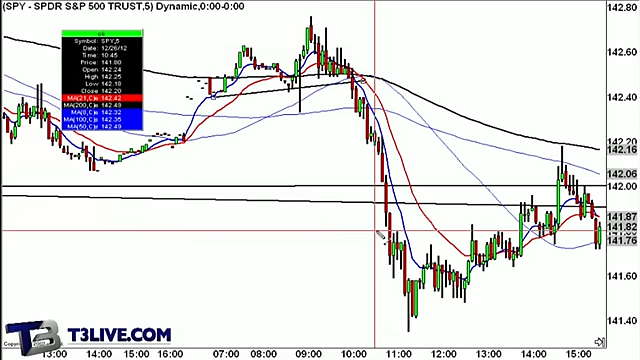 (SPY - SPDR S&P 500 TRUST,5) Dynamic,0:00-0:00
Symbol: SPY,5
Date: 12/26/12
Time: 10:45
Price: 141.80
Open: 142.24
High: 142.25
Low: 142.18
Close: 142.20
MA(21,C)= 142.42
MA(200,C)= 142.49
MA(8,C)= 142.32
MA(100,C)= 142.35
MA(50,C)= 142.49
142.80
142.60
142.40
142.20
142.16
142.06
142.00
141.87
141.82
141.76
141.60
141.40
T3 T3LIVE.COM
13:00 14:00 15:00 07:00 08:00 09:00 10:00 11:00 12:00 13:00 14:00 15:00